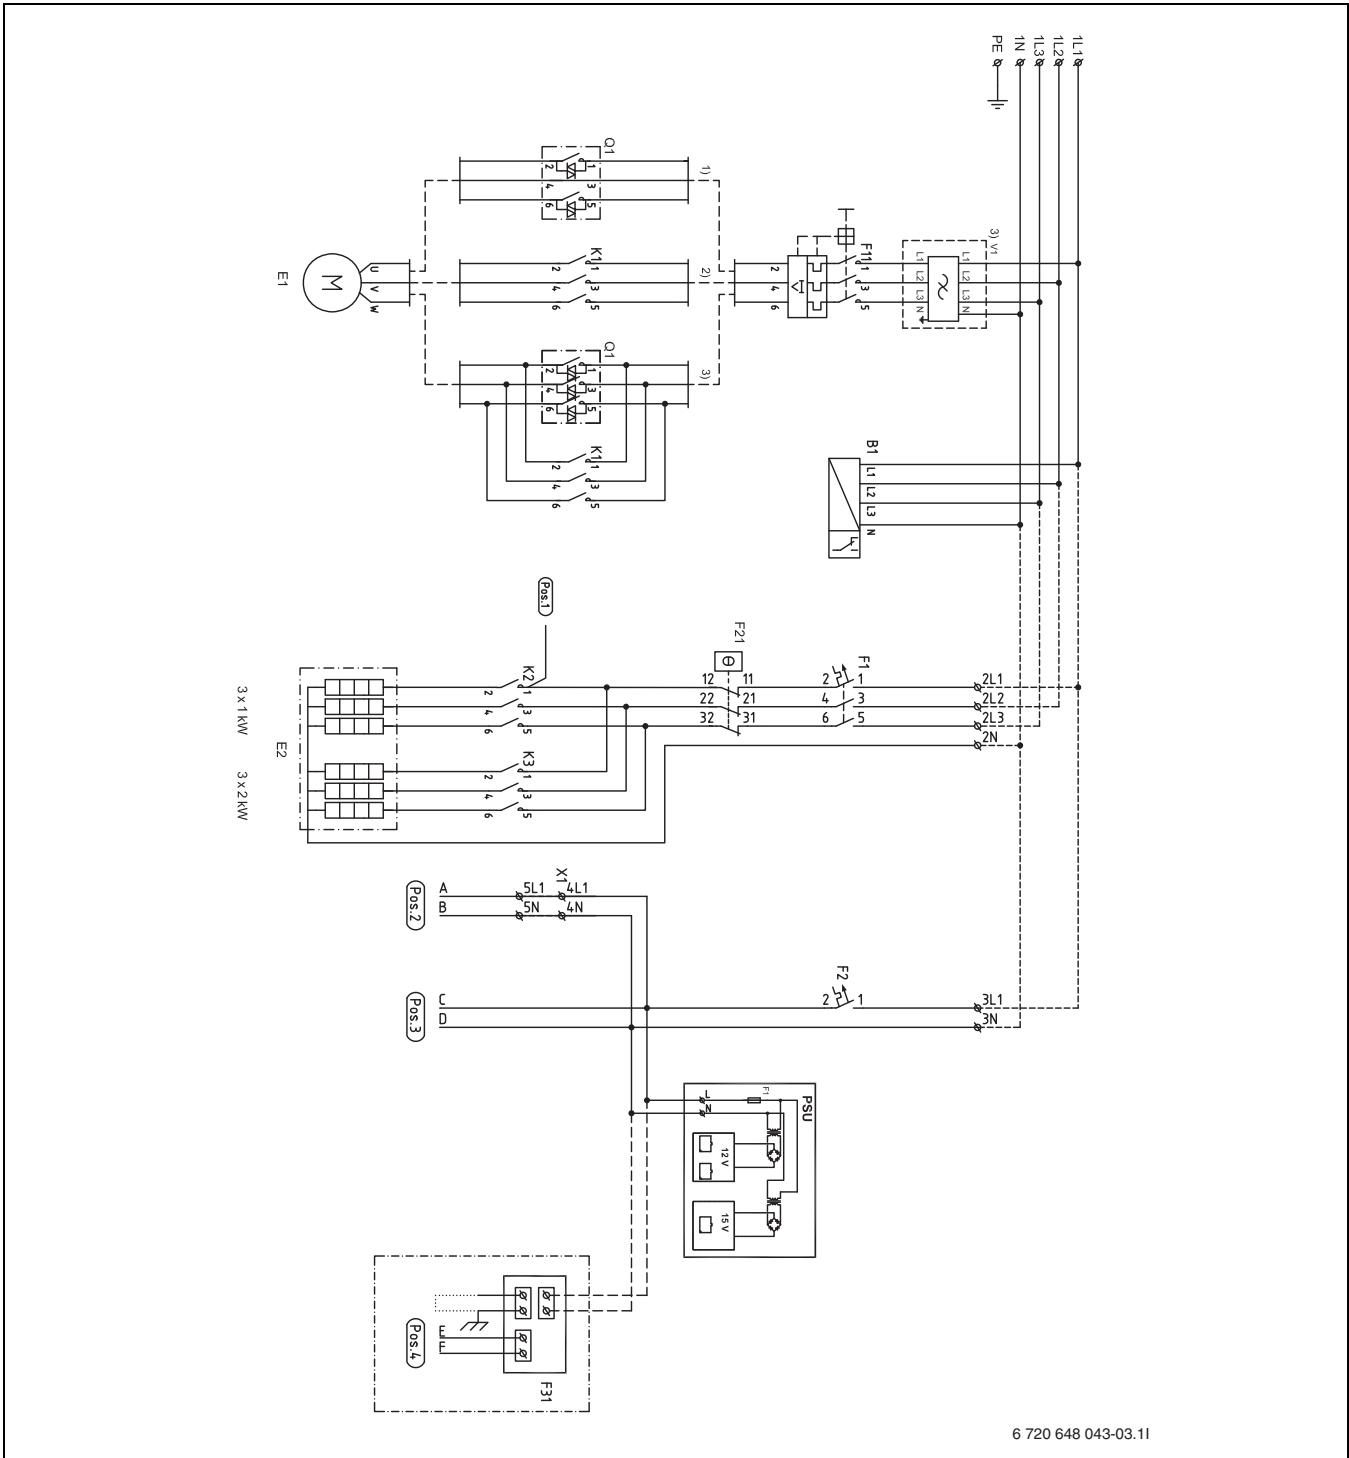 PE
1N
1L3
1L2
1L1
Q1
1)
1
2
3
4
5
6
K1
2)
1
2
3
4
5
6
Q1
3)
1
2
3
4
5
6
K1
1
2
3
4
5
6
E1
M
U
V
W
F11
1
3
5
2
4
6
I>
3) V1
L1
L2
L3
N
L1
L2
L3
N
B1
L1
L2
L3
N
Pos.1
F21
Θ
12 11
22 21
32 31
F1
2 1
4 3
6 5
2L1
2L2
2L3
2N
K2
1
2
3
4
5
6
K3
1
2
3
4
5
6
3 x 1 kW
E2
3 x 2 kW
X1
A 5L1 4L1
B 5N 4N
Pos.2
F2
C 2 1 3L1
D 3N
Pos.3
PSU
F1
L
N
12 V
15 V
E
F
Pos.4
F31
6 720 648 043-03.1I